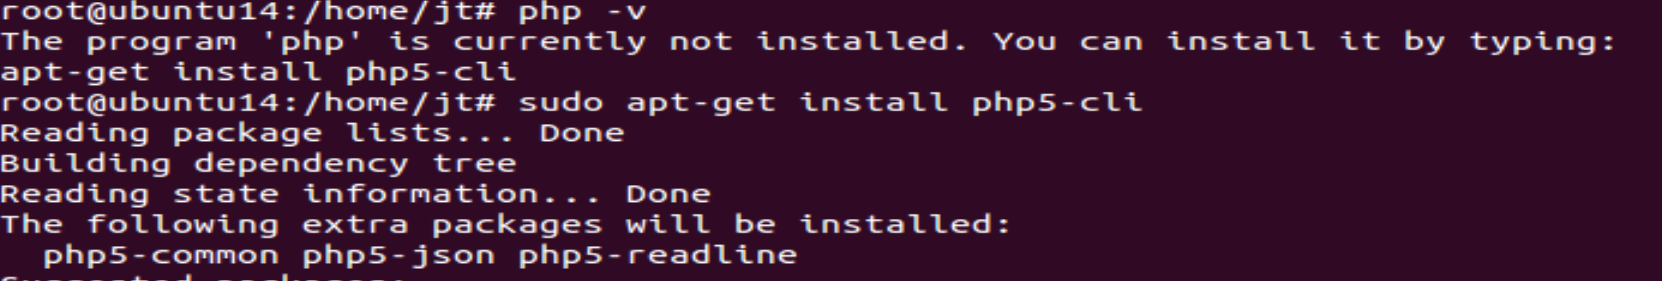 root@ubuntu14:/home/jt# php -v
The program 'php' is currently not installed. You can install it by typing:
apt-get install php5-cli
root@ubuntu14:/home/jt# sudo apt-get install php5-cli
Reading package lists... Done
Building dependency tree
Reading state information... Done
The following extra packages will be installed:
  php5-common php5-json php5-readline